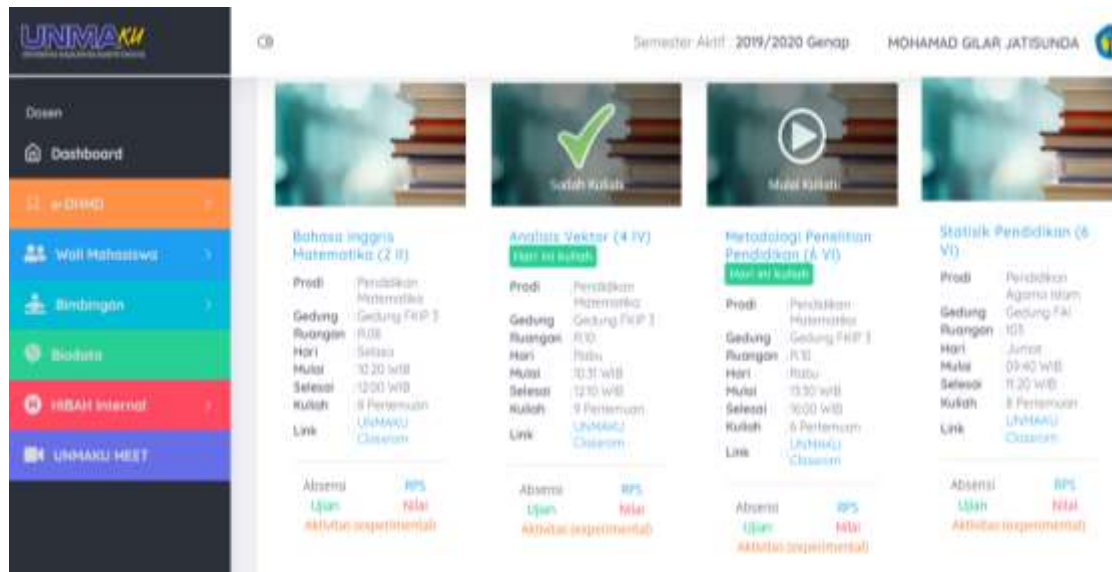 UNMAKU
Semester Aktif : 2019/2020 Genap
MOHAMAD GILAR JATISUNDA
Dosen
Dashboard
e-DHMD
Wali Mahasiswa
Bimbingan
Biodata
HIBAH Internal
UNMAKU MEET
Bahasa Inggris
Matematika (2 II)
Prodi : Pendidikan
Matematika
Gedung : Gedung FKIP 3
Ruangan : R.08
Hari : Selasa
Mulai : 10:20 WIB
Selesai : 12:00 WIB
Kuliah : 9 Pertemuan
Link : UNMAKU
Classrom
Absensi RPS
Ujian Nilai
Aktivitas (experimental)
Sudah Kuliah
Analisis Vektor (4 IV)
Hari ini kuliah
Prodi : Pendidikan
Matematika
Gedung : Gedung FKIP 3
Ruangan : R.10
Hari : Rabu
Mulai : 10:31 WIB
Selesai : 12:10 WIB
Kuliah : 9 Pertemuan
Link : UNMAKU
Classrom
Absensi RPS
Ujian Nilai
Aktivitas (experimental)
Mulai Kuliah
Metodologi Penelitian
Pendidikan (6 VI)
Hari ini kuliah
Prodi : Pendidikan
Matematika
Gedung : Gedung FKIP 3
Ruangan : R.10
Hari : Rabu
Mulai : 13:30 WIB
Selesai : 16:00 WIB
Kuliah : 6 Pertemuan
Link : UNMAKU
Classrom
Absensi RPS
Ujian Nilai
Aktivitas (experimental)
Statisik Pendidikan (6
VI)
Prodi : Pendidikan
Agama Islam
Gedung : Gedung FAI
Ruangan : 103
Hari : Jumat
Mulai : 09:40 WIB
Selesai : 11:20 WIB
Kuliah : 8 Pertemuan
Link : UNMAKU
Classrom
Absensi RPS
Ujian Nilai
Aktivitas (experimental)